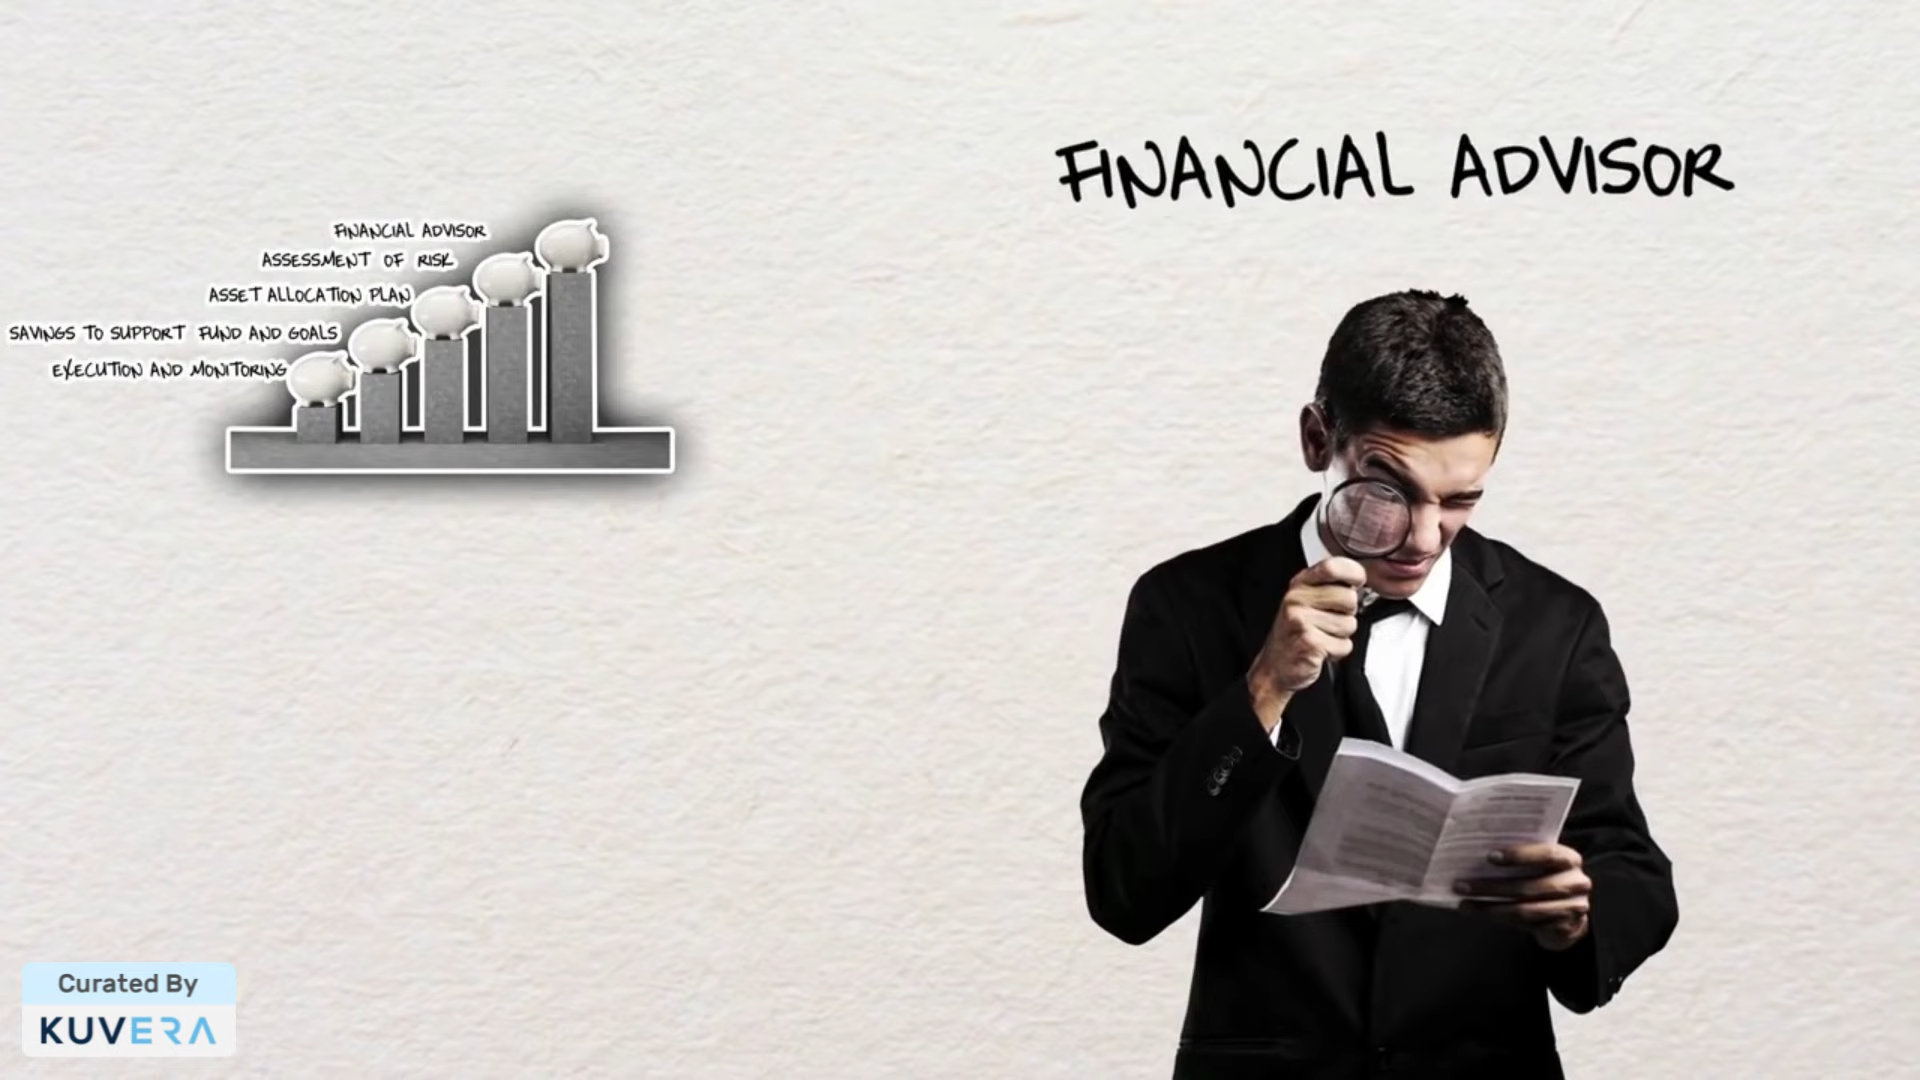 FINANCIAL ADVISOR
FINANCIAL ADVISOR
ASSESSMENT OF RISK
ASSET ALLOCATION PLAN
SAVINGS TO SUPPORT FUND AND GOALS
EXECUTION AND MONITORING
Curated By
KUVERA